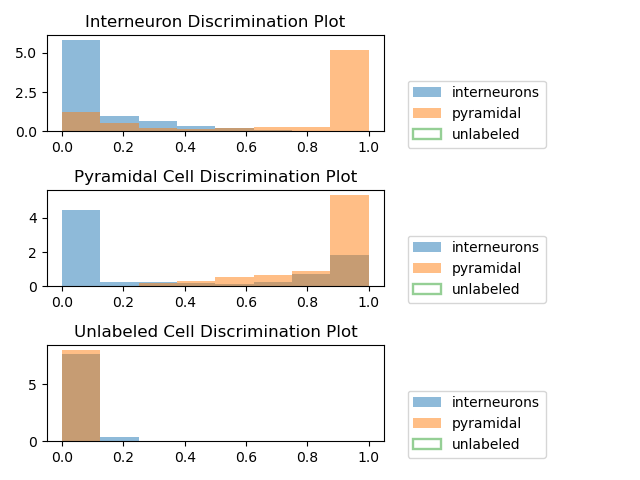 Interneuron Discrimination Plot
5.0
2.5
0.0
0.0 0.2 0.4 0.6 0.8 1.0
interneurons
pyramidal
unlabeled
Pyramidal Cell Discrimination Plot
4
2
0
0.0 0.2 0.4 0.6 0.8 1.0
interneurons
pyramidal
unlabeled
Unlabeled Cell Discrimination Plot
5
0
0.0 0.2 0.4 0.6 0.8 1.0
interneurons
pyramidal
unlabeled